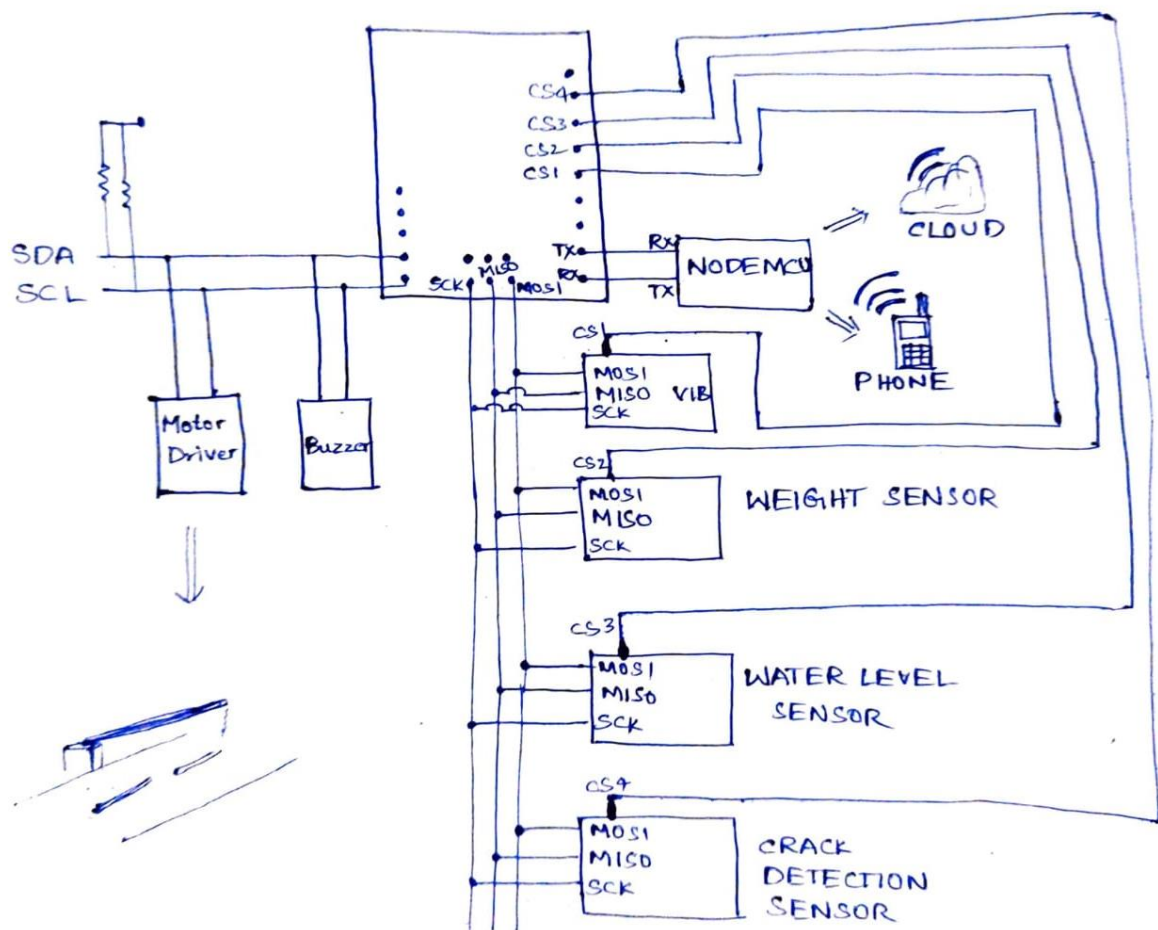 CS4
CS3
CS2
CS1
CLOUD
SDA
SCL
TX
RX
RX
TX
NODEMCU
SCK
MISO
MOSI
PHONE
CS1
MOSI
MISO
SCK
VIB
Motor
Driver
Buzzer
CS2
MOSI
MISO
SCK
WEIGHT SENSOR
CS3
MOSI
MISO
SCK
WATER LEVEL
SENSOR
CS4
MOSI
MISO
SCK
CRACK
DETECTION
SENSOR